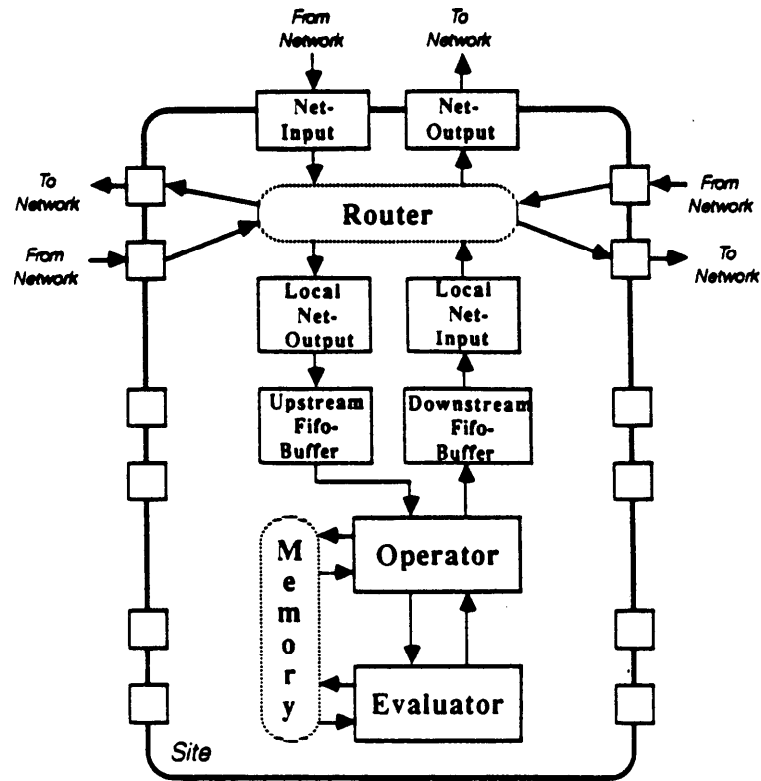 From
Network
To
Network
Net-
Input
Net-
Output
To
Network
From
Network
Router
From
Network
To
Network
Local
Net-
Output
Local
Net-
Input
Upstream
Fifo-
Buffer
Downstream
Fifo-
Buffer
Memory
Operator
Evaluator
Site